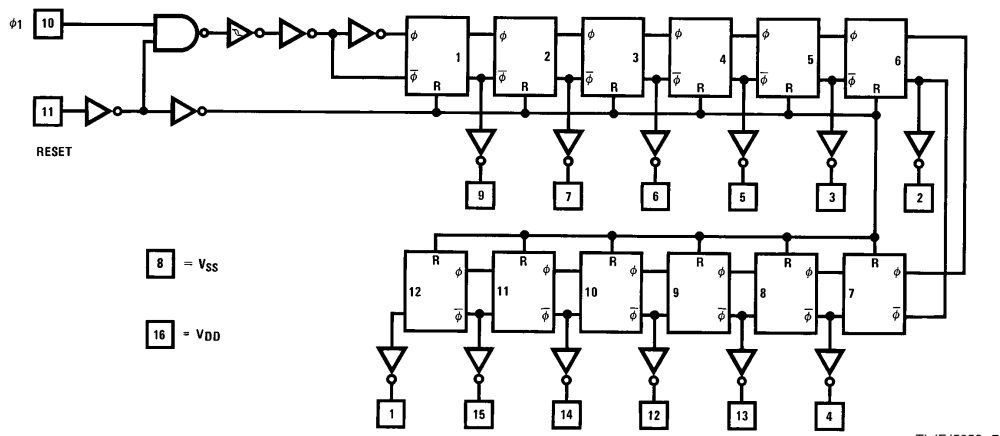 ϕ1 10
ϕ ϕ ϕ ϕ ϕ ϕ
1 2 3 4 5 6
ϕ̅ ϕ̅ ϕ̅ ϕ̅ ϕ̅ ϕ̅
R R R R R R
11
RESET
9 7 6 5 3 2
8 = VSS
R R R R R R
ϕ ϕ ϕ ϕ ϕ ϕ
12 11 10 9 8 7
ϕ̅ ϕ̅ ϕ̅ ϕ̅ ϕ̅ ϕ̅
16 = VDD
1 15 14 12 13 4